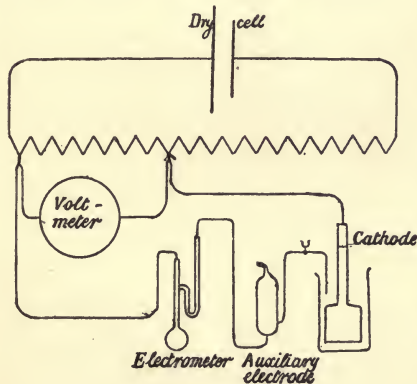 Dry cell
Volt-
meter
Cathode
Electrometer Auxiliary
electrode